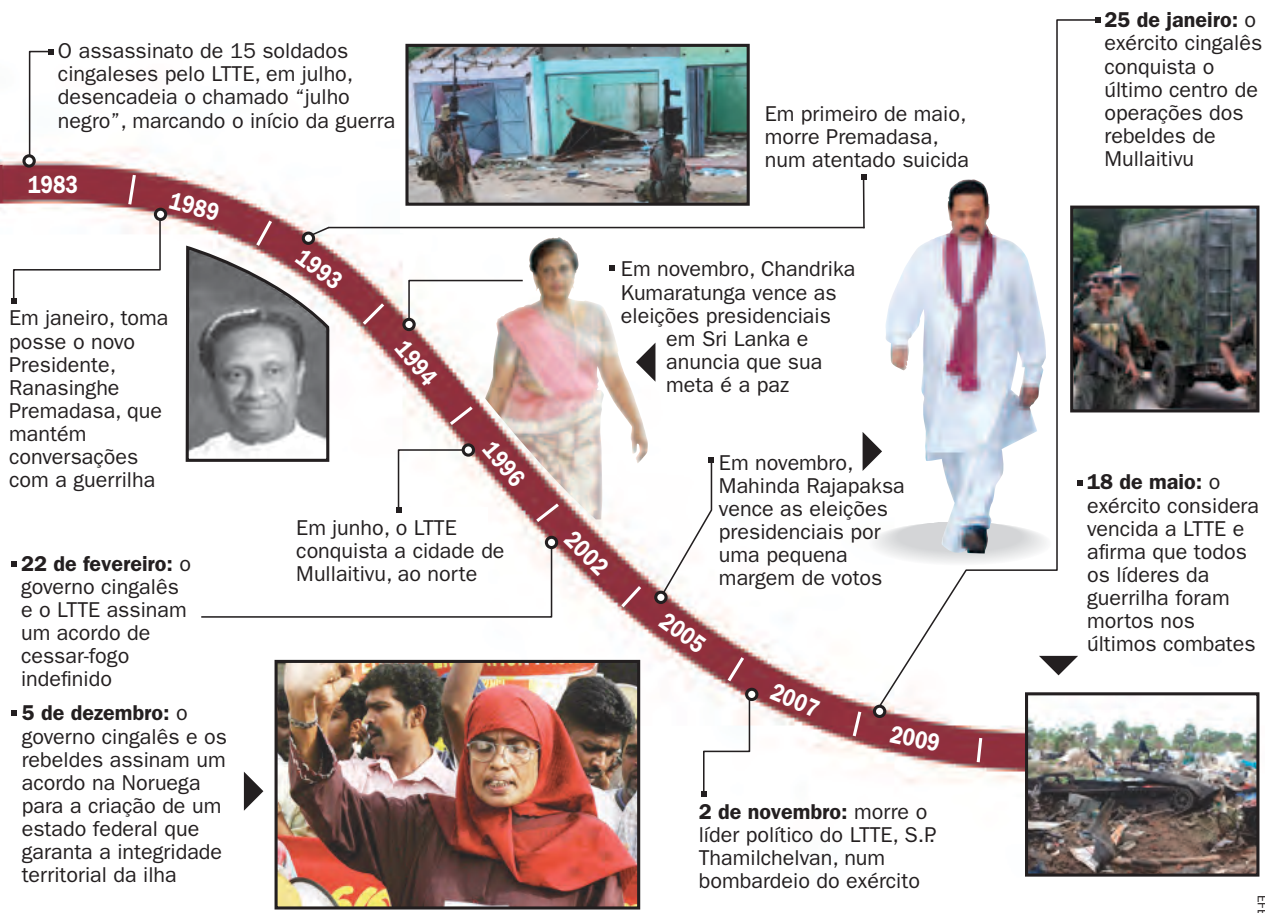 O assassinato de 15 soldados
cingaleses pelo LTTE, em julho,
desencadeia o chamado “julho
negro”, marcando o início da guerra
1983
Em janeiro, toma
posse o novo
Presidente,
Ranasinghe
Premadasa, que
mantém
conversações
com a guerrilha
1989
Em primeiro de maio,
morre Premadasa,
num atentado suicida
1993
Em novembro, Chandrika
Kumaratunga vence as
eleições presidenciais
em Sri Lanka e
anuncia que sua
meta é a paz
1994
Em junho, o LTTE
conquista a cidade de
Mullaitivu, ao norte
1996
22 de fevereiro: o
governo cingalês
e o LTTE assinam
um acordo de
cessar-fogo
indefinido
5 de dezembro: o
governo cingalês e os
rebeldes assinam um
acordo na Noruega
para a criação de um
estado federal que
garanta a integridade
territorial da ilha
2002
Em novembro,
Mahinda Rajapaksa
vence as eleições
presidenciais por
uma pequena
margem de votos
2005
2 de novembro: morre o
líder político do LTTE, S.P.
Thamilchelvan, num
bombardeio do exército
2007
25 de janeiro: o
exército cingalês
conquista o
último centro de
operações dos
rebeldes de
Mullaitivu
18 de maio: o
exército considera
vencida a LTTE e
afirma que todos
os líderes da
guerrilha foram
mortos nos
últimos combates
2009